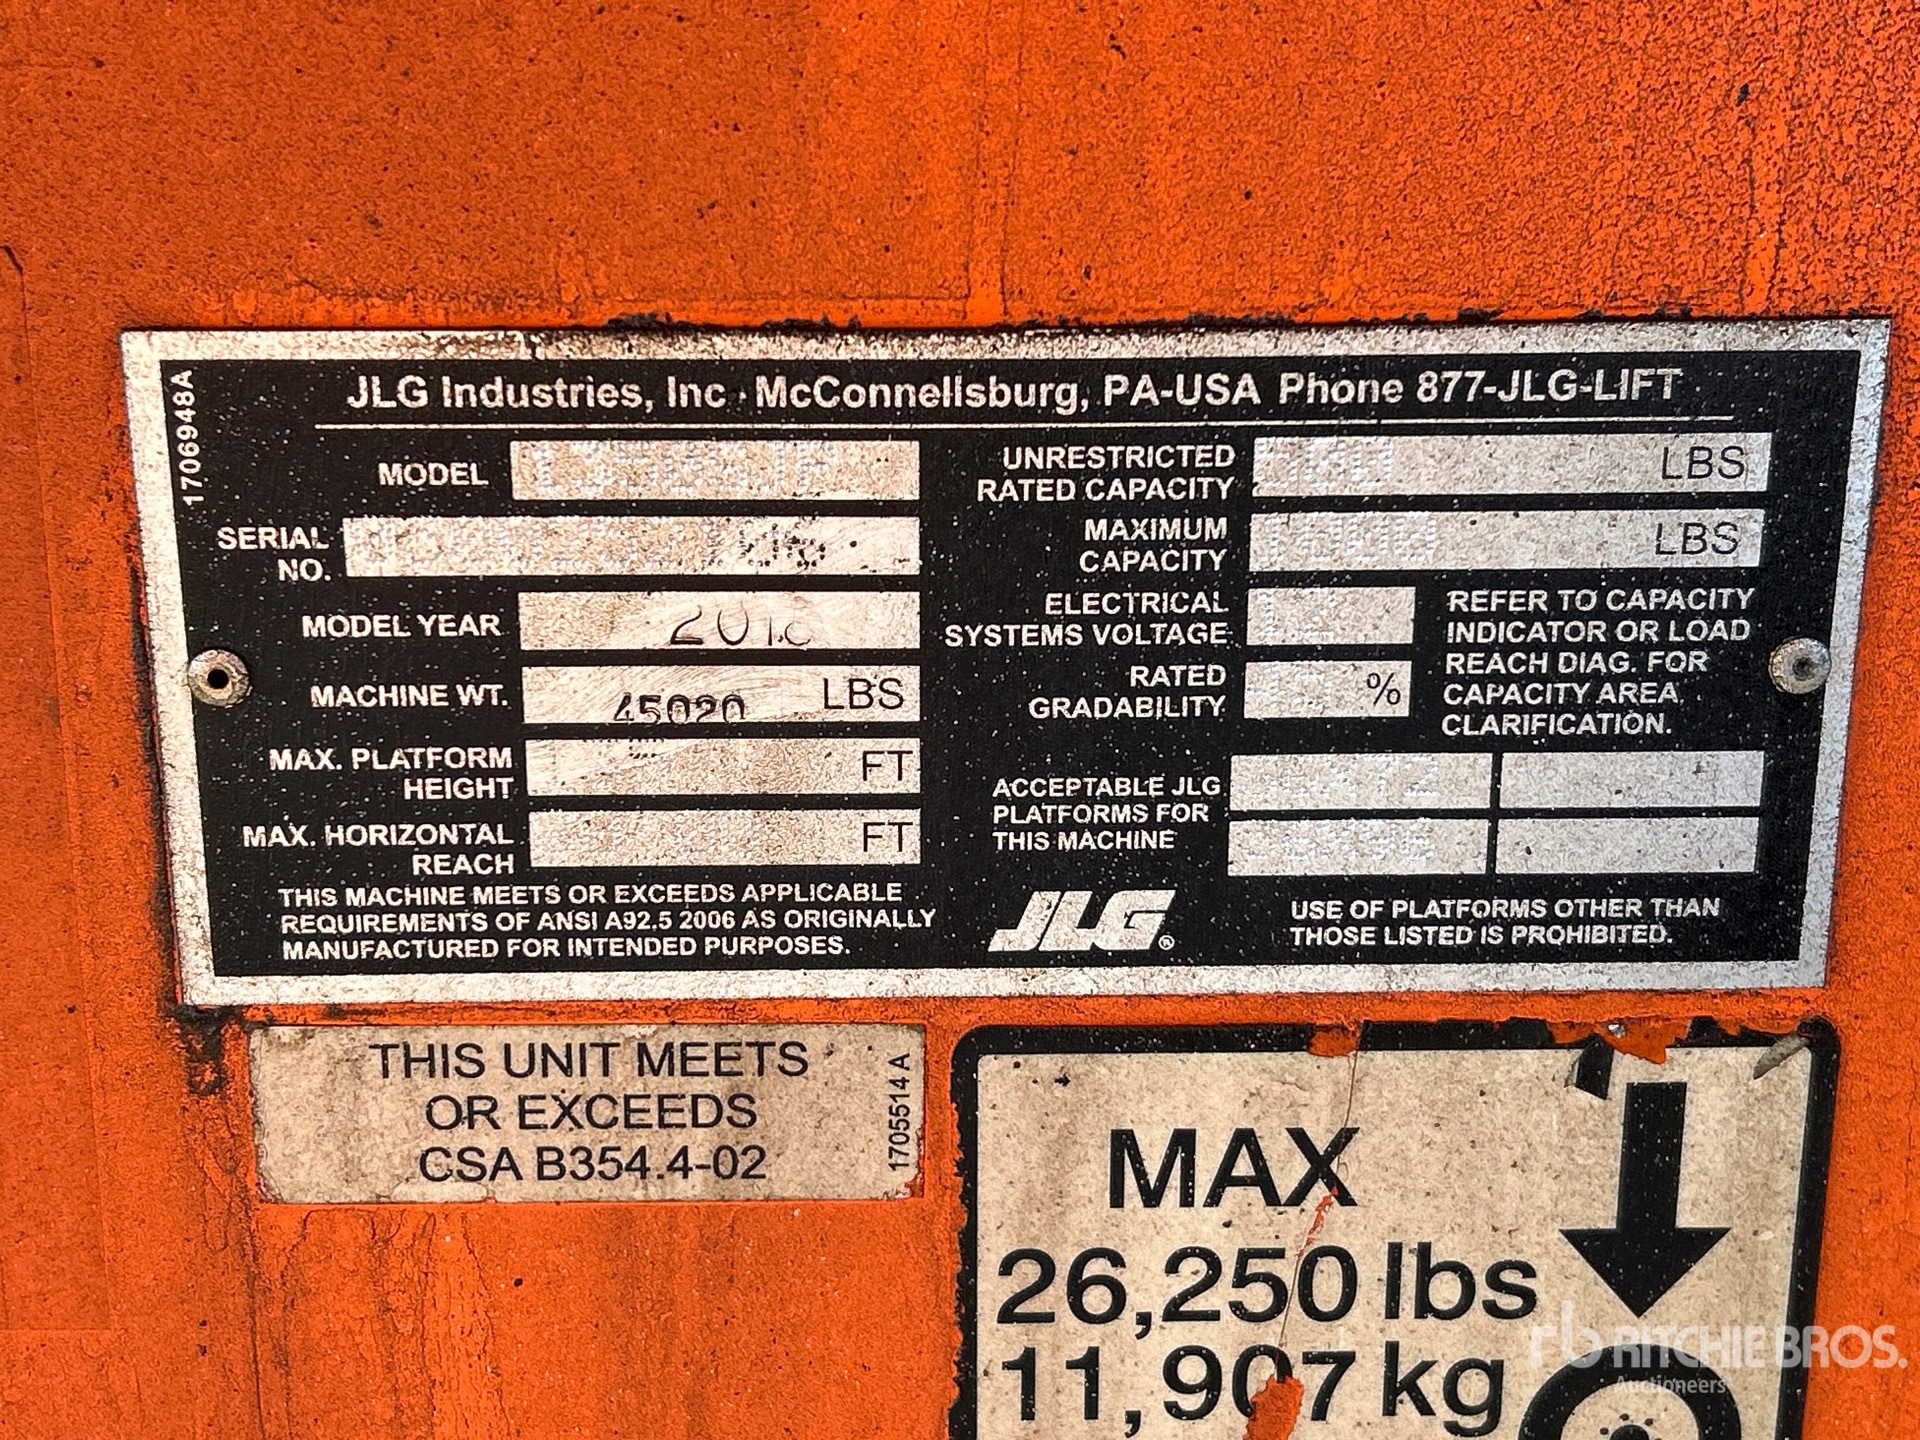 1706948A
JLG Industries, Inc · McConnellsburg, PA-USA Phone 877-JLG-LIFT
MODEL
SERIAL NO.
MODEL YEAR
MACHINE WT. 45020 LBS
MAX. PLATFORM HEIGHT FT
MAX. HORIZONTAL REACH FT
THIS MACHINE MEETS OR EXCEEDS APPLICABLE
REQUIREMENTS OF ANSI A92.5 2006 AS ORIGINALLY
MANUFACTURED FOR INTENDED PURPOSES.
UNRESTRICTED RATED CAPACITY 500 LBS
MAXIMUM CAPACITY 1000 LBS
ELECTRICAL SYSTEMS VOLTAGE 12
RATED GRADABILITY %
REFER TO CAPACITY
INDICATOR OR LOAD
REACH DIAG. FOR
CAPACITY AREA
CLARIFICATION.
ACCEPTABLE JLG
PLATFORMS FOR
THIS MACHINE
36X96
JLG®
USE OF PLATFORMS OTHER THAN
THOSE LISTED IS PROHIBITED.
THIS UNIT MEETS
OR EXCEEDS
CSA B354.4-02
1705514 A
MAX
26,250 lbs
11,907 kg
rb RITCHIE BROS.
Auctioneers